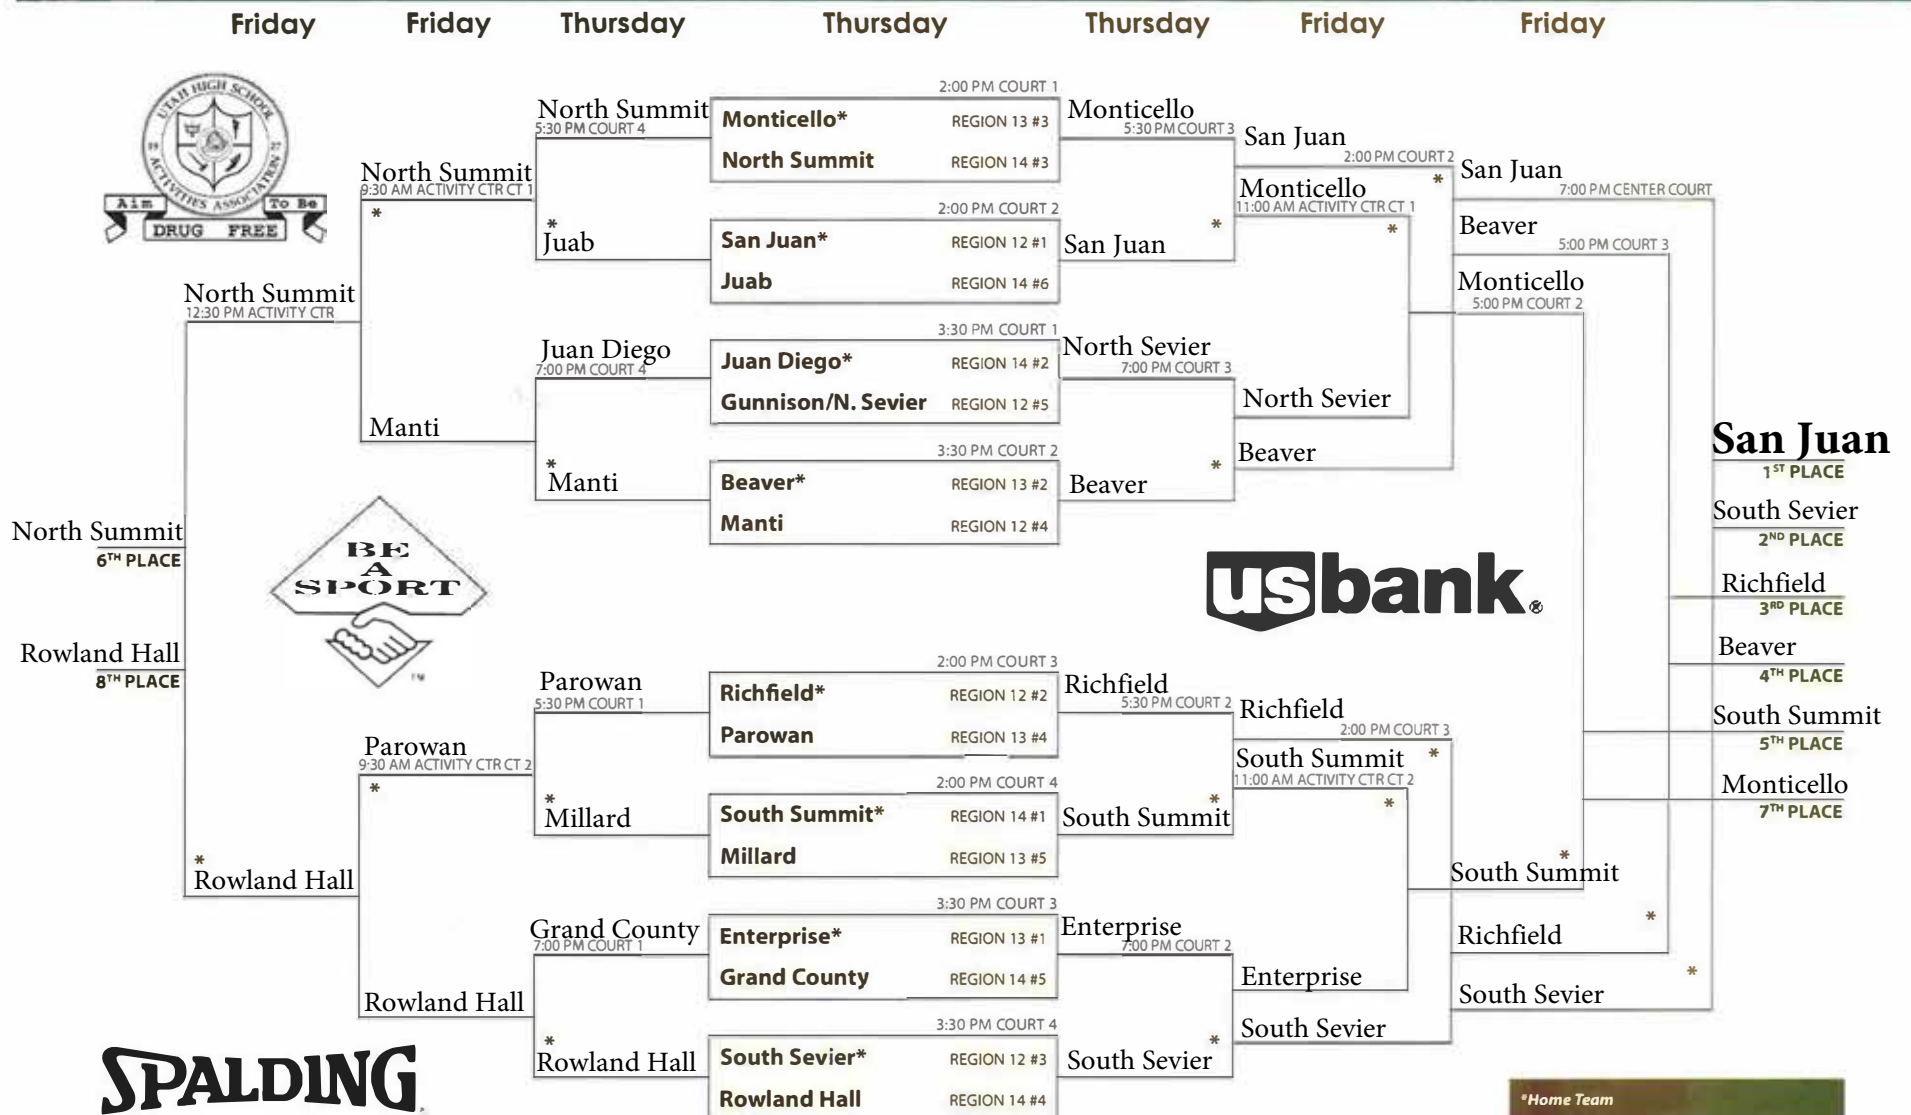 Friday Friday Thursday Thursday Thursday Friday Friday
UTAH HIGH SCHOOL
ACTIVITIES ASSOCIATION
Aim To Be
DRUG FREE
2:00 PM COURT 1
North Summit
5:30 PM COURT 4
Monticello* REGION 13 #3
North Summit REGION 14 #3
Monticello
5:30 PM COURT 3
San Juan
2:00 PM COURT 2
San Juan
7:00 PM CENTER COURT
North Summit
9:30 AM ACTIVITY CTR CT 1
*
Monticello
11:00 AM ACTIVITY CTR CT 1
*
*
*
2:00 PM COURT 2
*
Juab
San Juan* REGION 12 #1
Juab REGION 14 #6
San Juan
Beaver
5:00 PM COURT 3
North Summit
12:30 PM ACTIVITY CTR
Monticello
5:00 PM COURT 2
3:30 PM COURT 1
Juan Diego
7:00 PM COURT 4
Juan Diego* REGION 14 #2
Gunnison/N. Sevier REGION 12 #5
North Sevier
7:00 PM COURT 3
North Sevier
Manti
3:30 PM COURT 2
*
Manti
Beaver* REGION 13 #2
Manti REGION 12 #4
Beaver
*
Beaver
San Juan
1ST PLACE
South Sevier
2ND PLACE
North Summit
6TH PLACE
BE
A
SPORT
TM
usbank®
Richfield
3RD PLACE
Rowland Hall
8TH PLACE
Beaver
4TH PLACE
2:00 PM COURT 3
Parowan
5:30 PM COURT 1
Richfield* REGION 12 #2
Parowan REGION 13 #4
Richfield
5:30 PM COURT 2
Richfield
2:00 PM COURT 3
*
South Summit
5TH PLACE
Parowan
9:30 AM ACTIVITY CTR CT 2
*
South Summit
11:00 AM ACTIVITY CTR CT 2
*
Monticello
7TH PLACE
2:00 PM COURT 4
*
Millard
South Summit* REGION 14 #1
Millard REGION 13 #5
*
South Summit
*
Rowland Hall
*
South Summit
3:30 PM COURT 3
Grand County
7:00 PM COURT 1
Enterprise* REGION 13 #1
Grand County REGION 14 #5
Enterprise
7:00 PM COURT 2
Enterprise
*
Richfield
*
South Sevier
Rowland Hall
3:30 PM COURT 4
*
Rowland Hall
South Sevier* REGION 12 #3
Rowland Hall REGION 14 #4
*
South Sevier
South Sevier
SPALDING
*Home Team